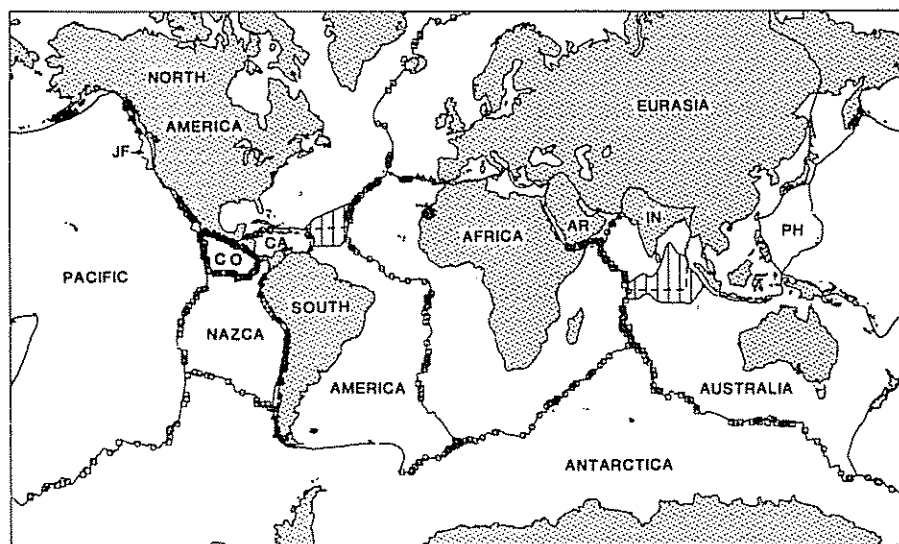 NORTH
AMERICA
EURASIA
JF
CA
AFRICA
AR
IN
PH
CO
PACIFIC
SOUTH
NAZCA
AMERICA
AUSTRALIA
ANTARCTICA